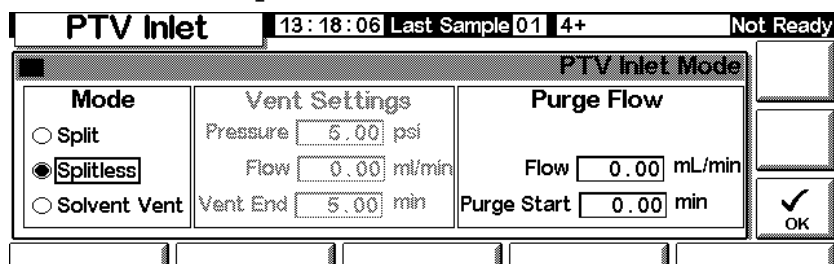 PTV Inlet 13:18:06 Last Sample 01 4+ Not Ready
PTV Inlet Mode
Mode Vent Settings Purge Flow
Split Pressure 5.00 psi
Splitless Flow 0.00 ml/min Flow 0.00 mL/min
Solvent Vent Vent End 5.00 min Purge Start 0.00 min
OK